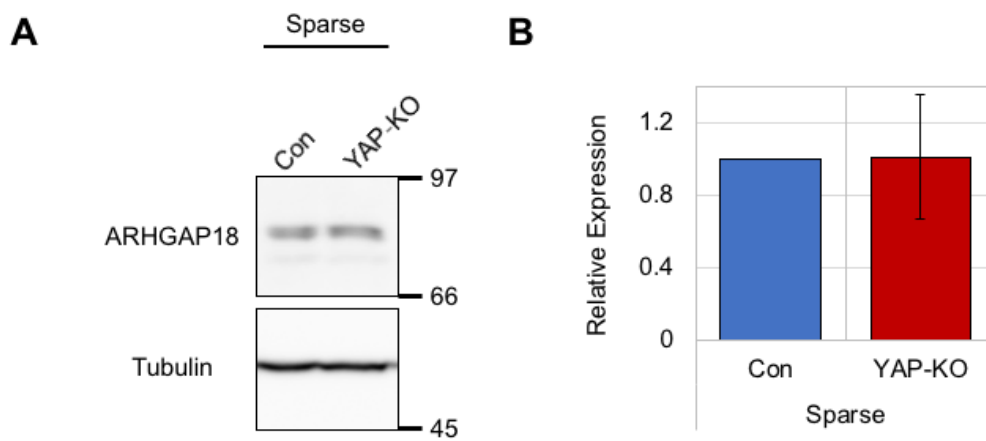 A
Sparse
Con
YAP-KO
97
ARHGAP18
66
Tubulin
45
B
Relative Expression
1.2
0.8
0.4
0
Con YAP-KO
Sparse